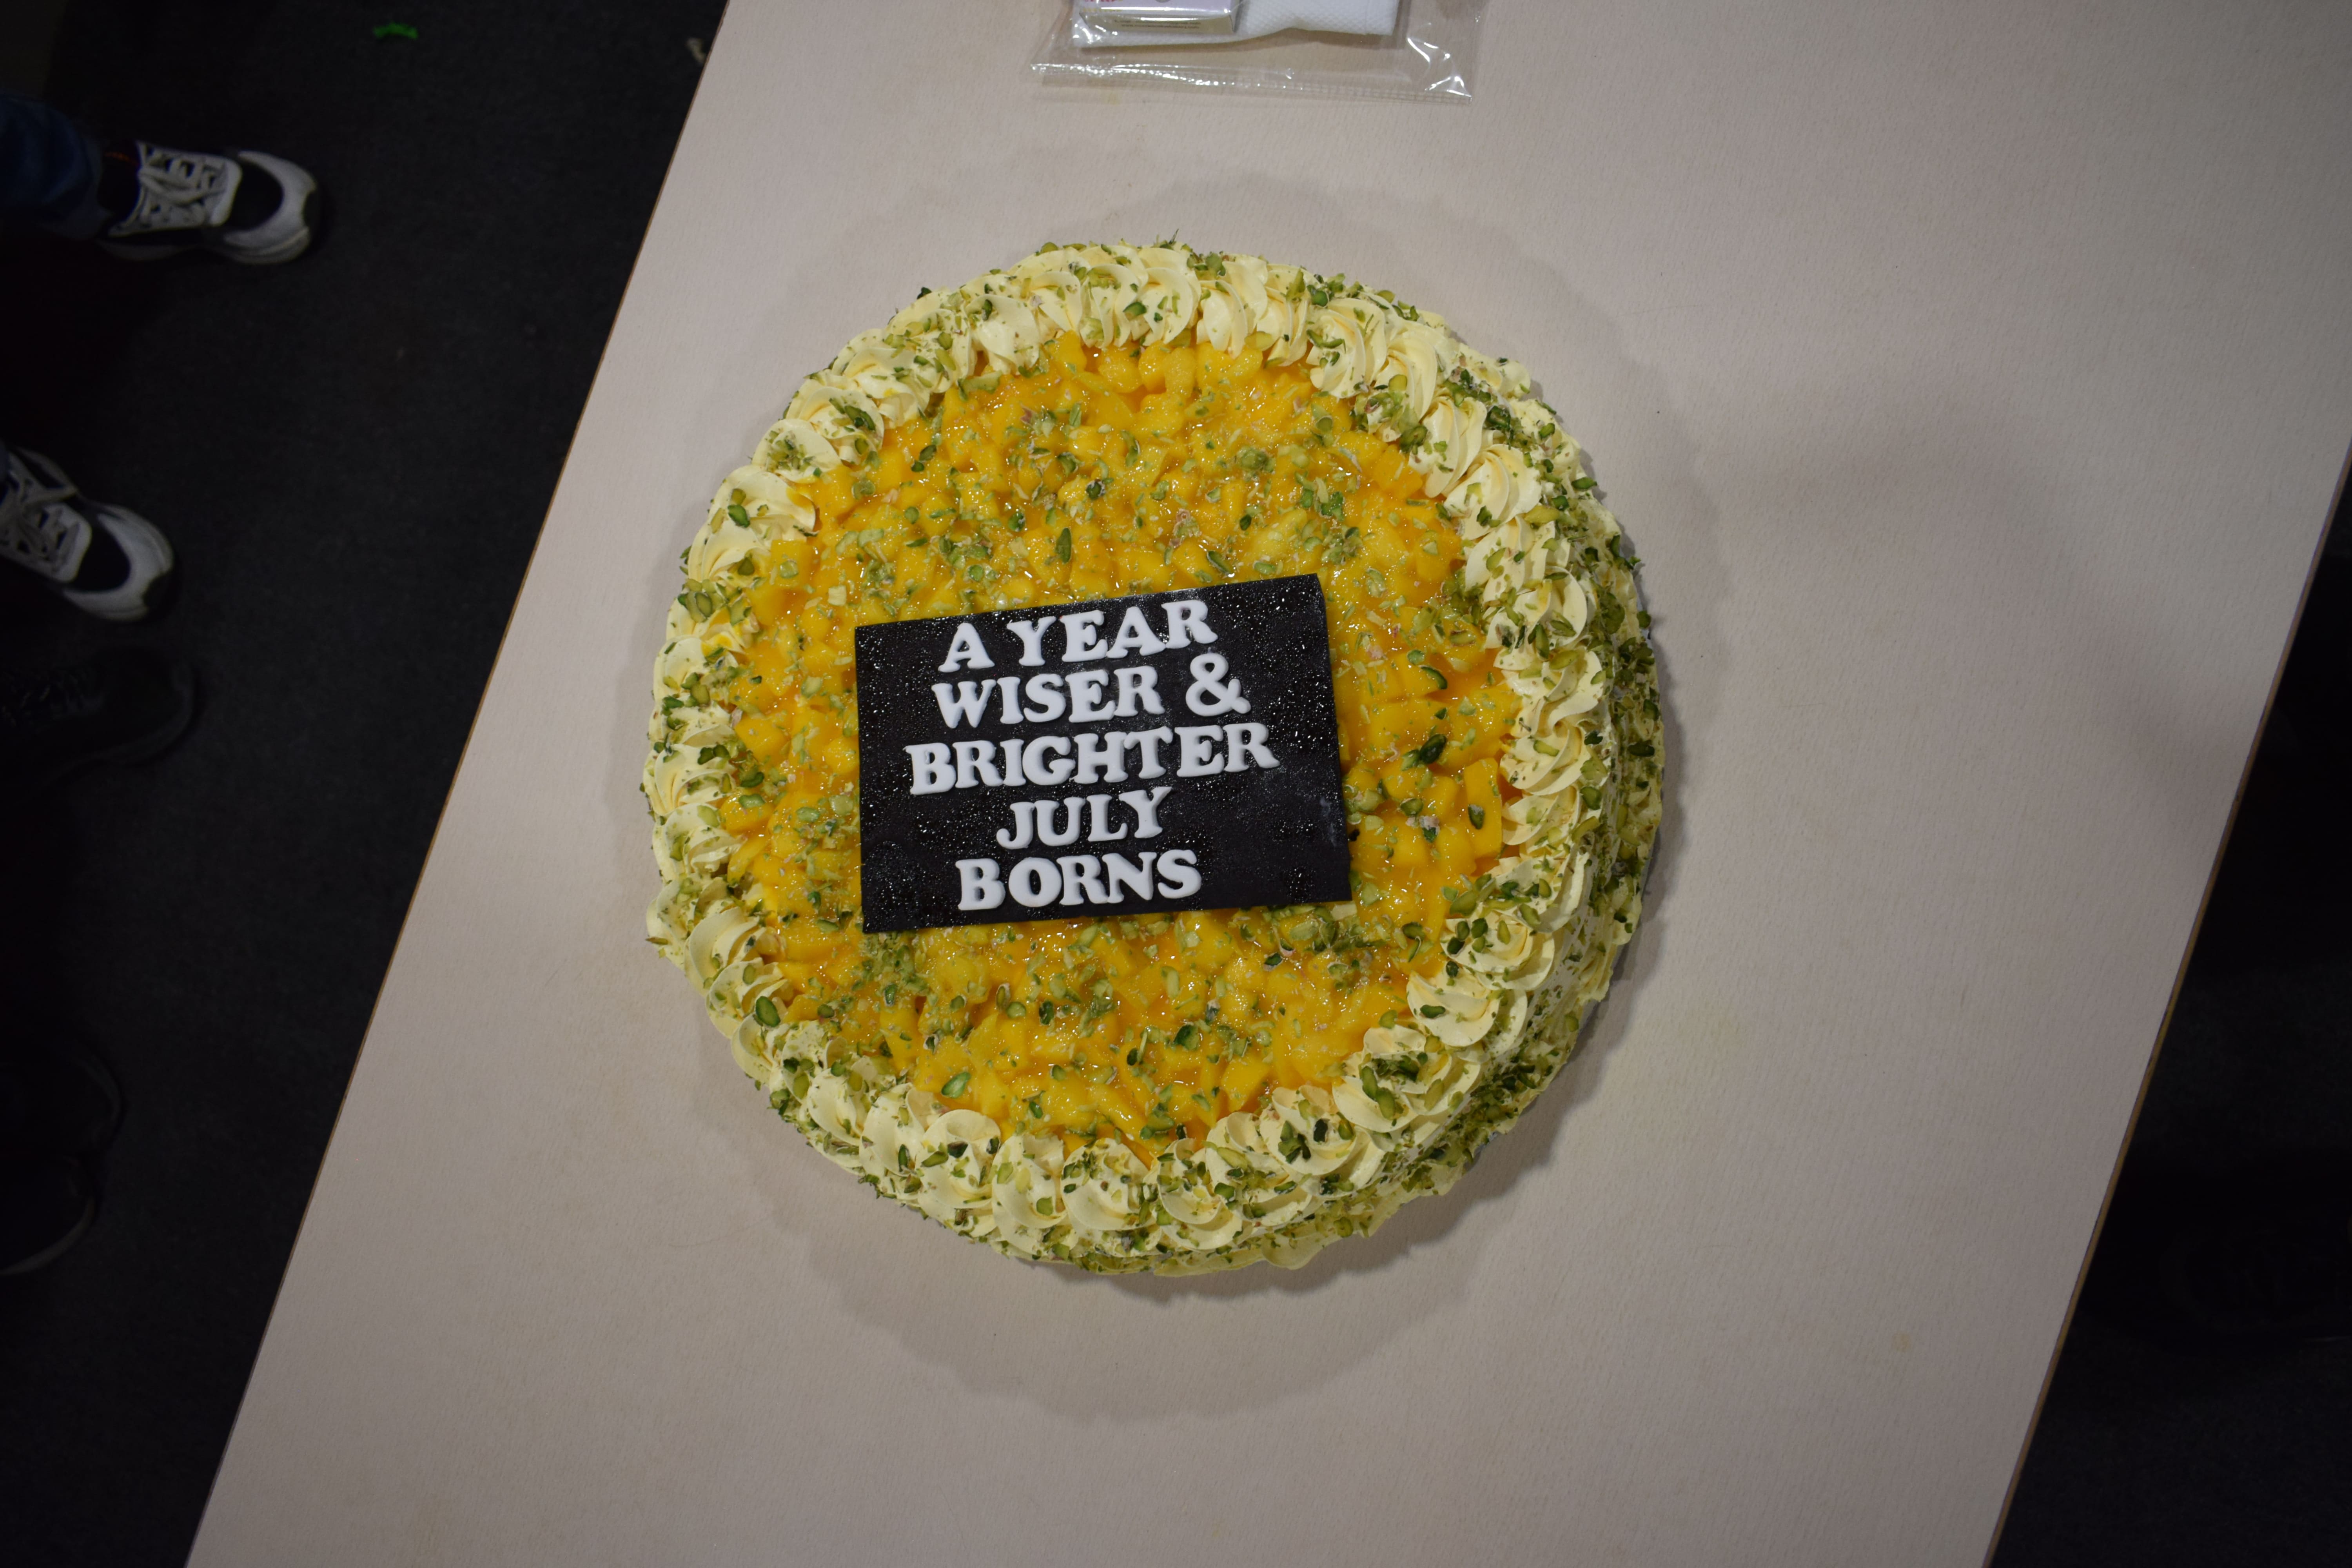 A YEAR
WISER &
BRIGHTER
JULY
BORNS